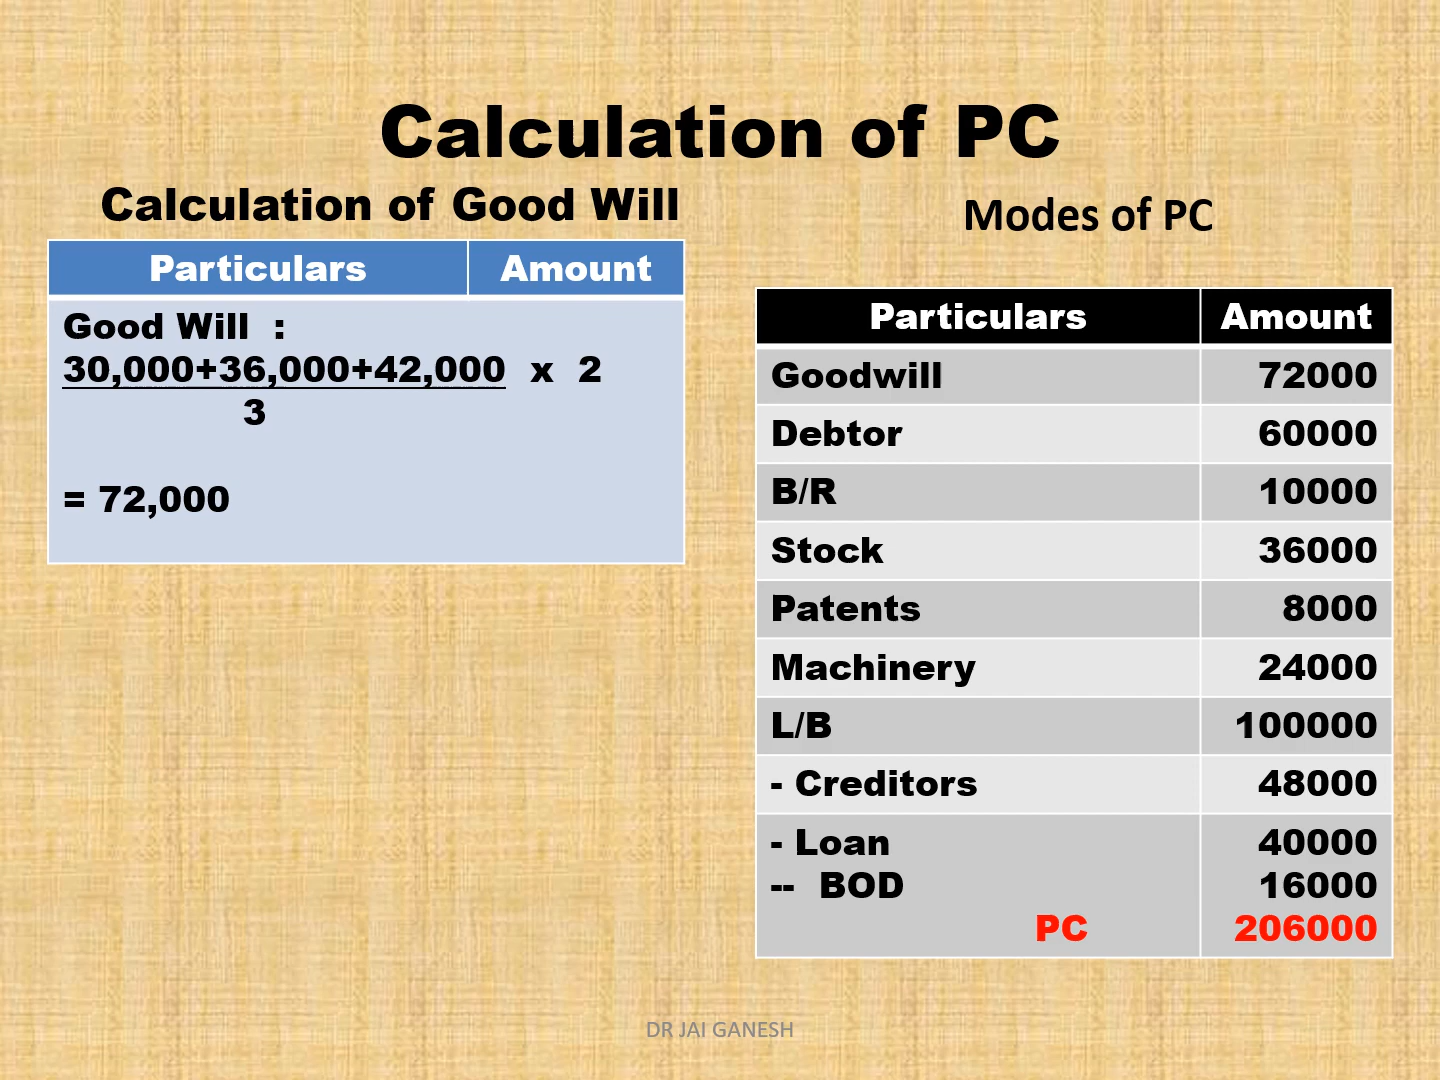 Calculation of PC
Calculation of Good Will
Particulars Amount
Good Will :
30,000+36,000+42,000 x 2
3
= 72,000
Modes of PC
Particulars Amount
Goodwill 72000
Debtor 60000
B/R 10000
Stock 36000
Patents 8000
Machinery 24000
L/B 100000
- Creditors 48000
- Loan 40000
-- BOD 16000
PC 206000
DR JAI GANESH